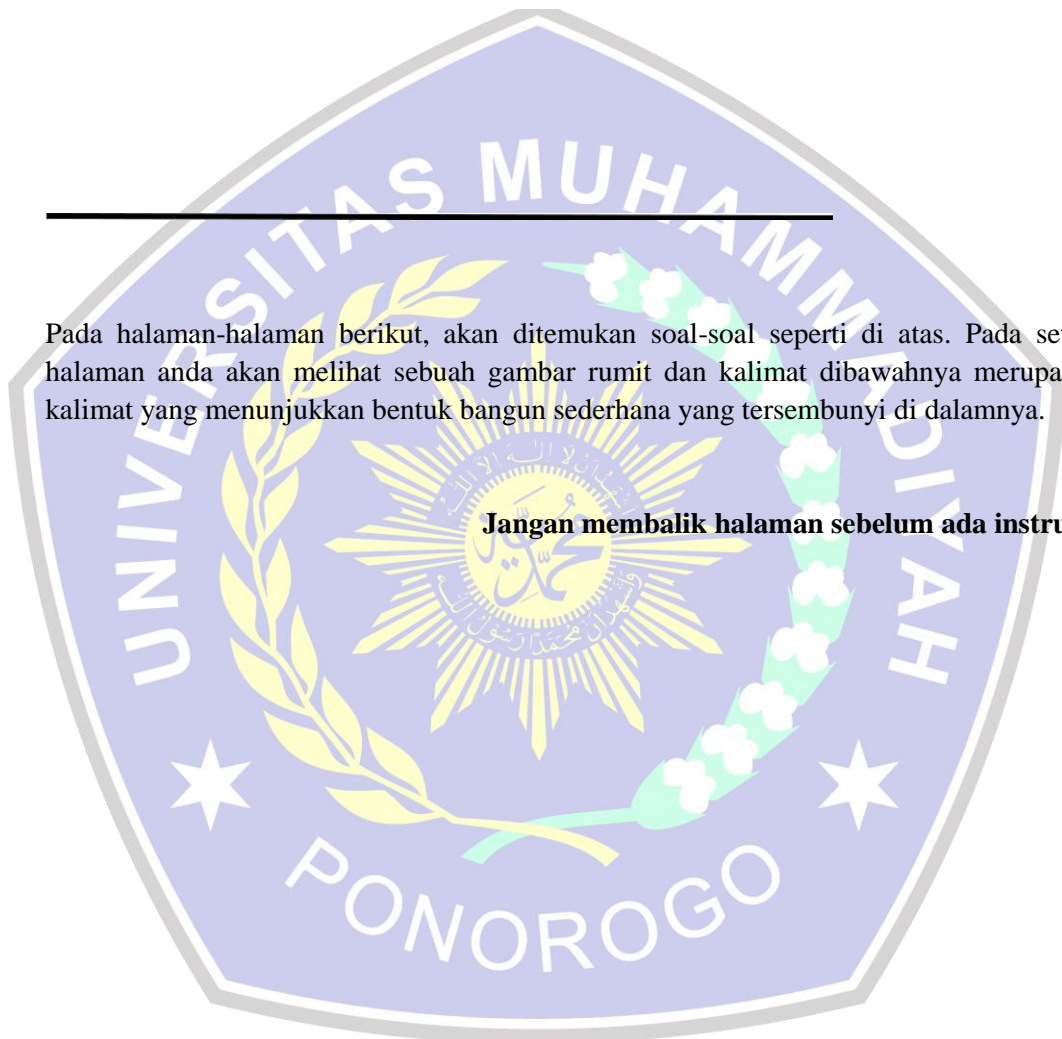 UNIVERSITAS MUHAMMADIYAH
Pada halaman-halaman berikut, akan ditemukan soal-soal seperti di atas. Pada
halaman anda akan melihat sebuah gambar rumit dan kalimat dibawahnya
kalimat yang menunjukkan bentuk bangun sederhana yang tersembunyi di dalamnya.
Jangan membalik halaman sebelum ada
PONOROGO